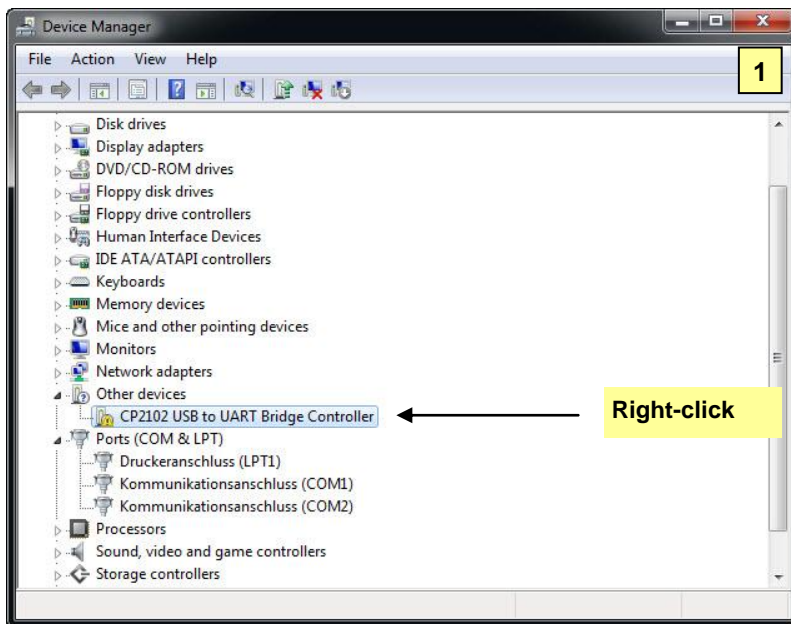 Device Manager
File Action View Help
1
Disk drives
Display adapters
DVD/CD-ROM drives
Floppy disk drives
Floppy drive controllers
Human Interface Devices
IDE ATA/ATAPI controllers
Keyboards
Memory devices
Mice and other pointing devices
Monitors
Network adapters
Other devices
CP2102 USB to UART Bridge Controller
Right-click
Ports (COM & LPT)
Druckeranschluss (LPT1)
Kommunikationsanschluss (COM1)
Kommunikationsanschluss (COM2)
Processors
Sound, video and game controllers
Storage controllers